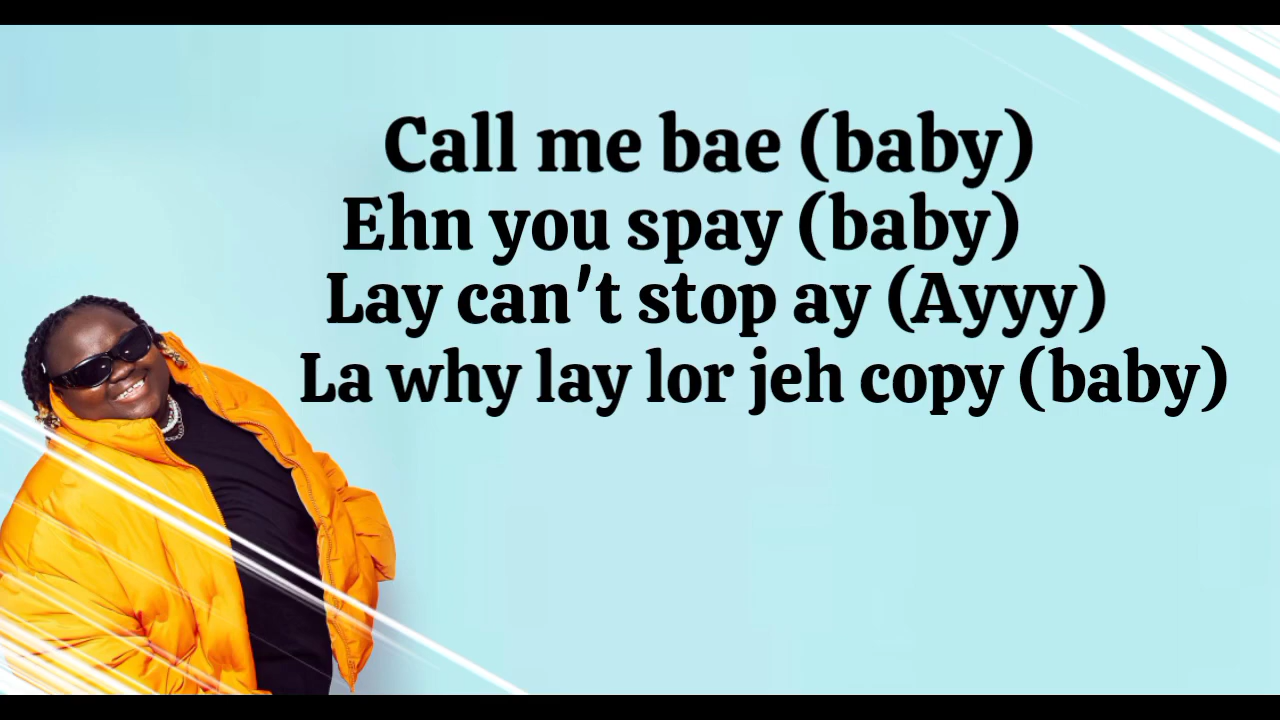 Call me bae (baby)
Ehn you spay (baby)
Lay can't stop ay (Ayyy)
La why lay lor jeh copy (baby)